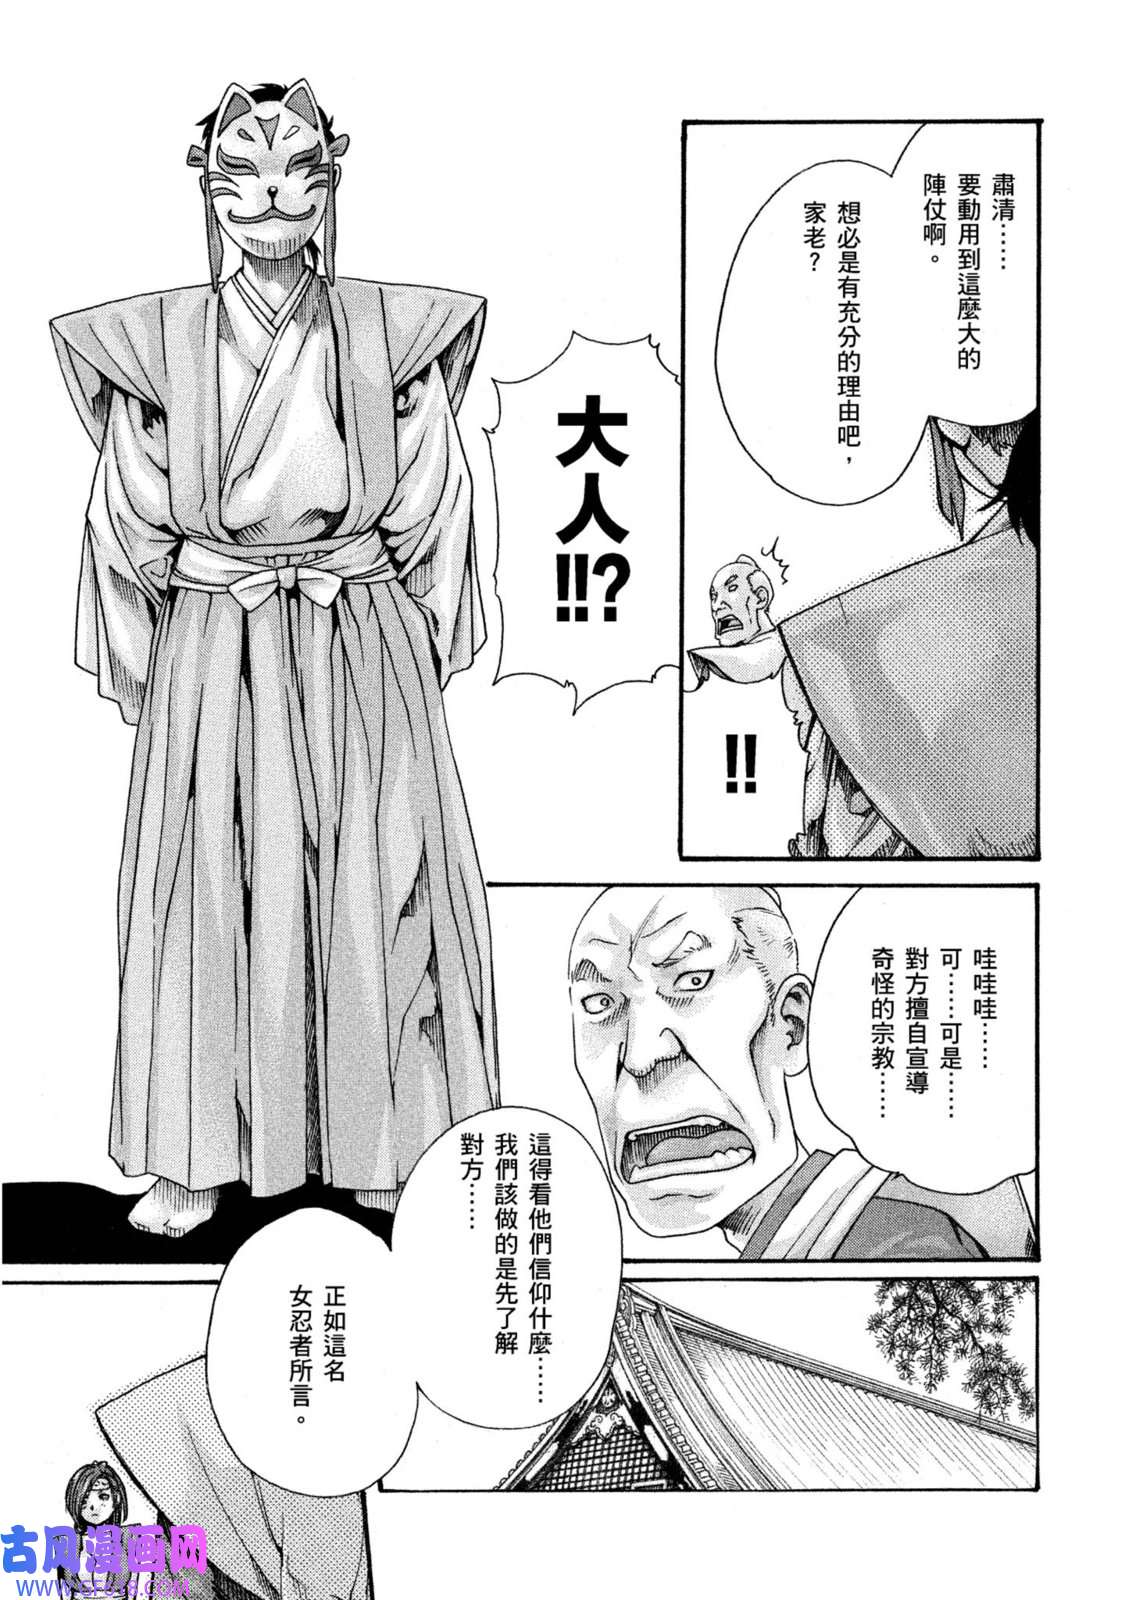 肅清……
要動用到這麼大的
陣仗啊。
想必是有充分的理由吧，
家老？
大人!!?
!!
哇哇哇……
可……可是……
對方擅自宣導
奇怪的宗教……
這得看他們信仰什麼……
我們該做的是先了解
對方……
正如這名
女忍者所言。
古风漫画网
WWW.GF618.COM